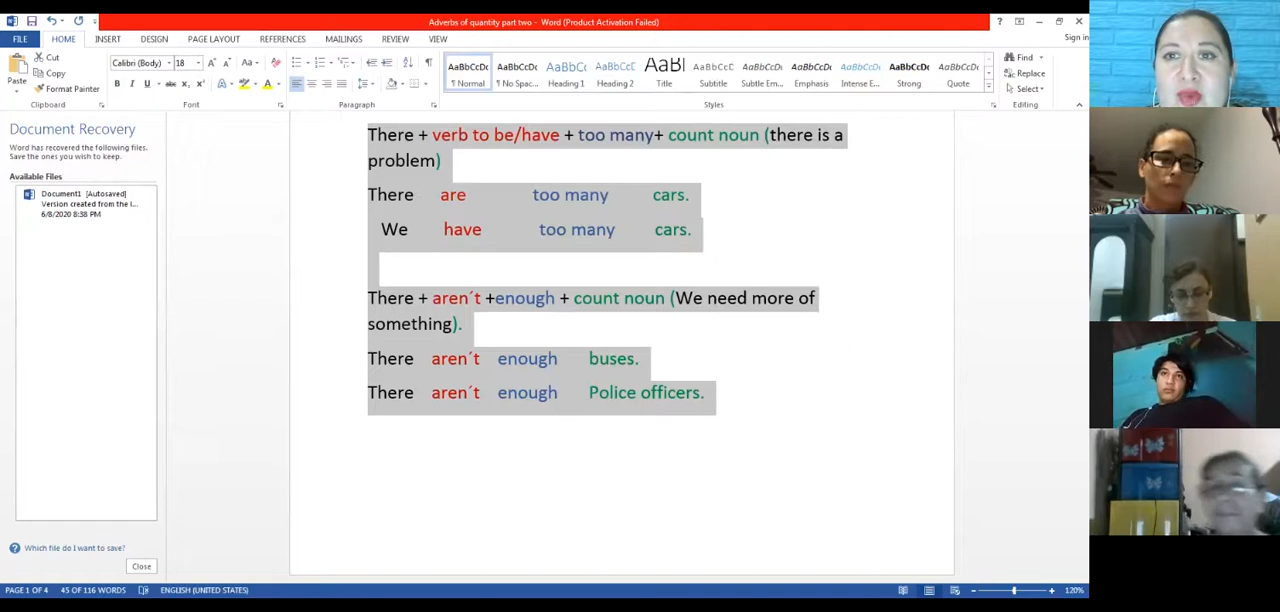 Adverbs of quantity part two - Word (Product Activation Failed)
FILE HOME INSERT DESIGN PAGE LAYOUT REFERENCES MAILINGS REVIEW VIEW
Sign in
Cut
Copy
Format Painter
Paste
Clipboard
Calibri (Body) 18
Font
Paragraph
AaBbCcDc AaBbCcDc AaBbCc AaBbCcD AaBl AaBbCcD AaBbCcDc AaBbCcDc AaBbCcDc AaBbCcDc AaBbCcDc
¶ Normal ¶ No Spac... Heading 1 Heading 2 Title Subtitle Subtle Em... Emphasis Intense E... Strong Quote
Styles
Find
Replace
Select
Editing
Document Recovery
Word has recovered the following files.
Save the ones you wish to keep.
Available Files
Document1 [Autosaved]
Version created from the l...
6/8/2020 8:38 PM
Which file do I want to save?
Close
There + verb to be/have + too many+ count noun (there is a
problem)
There are too many cars.
We have too many cars.
There + aren´t +enough + count noun (We need more of
something).
There aren´t enough buses.
There aren´t enough Police officers.
PAGE 1 OF 4 45 OF 116 WORDS ENGLISH (UNITED STATES) 120%